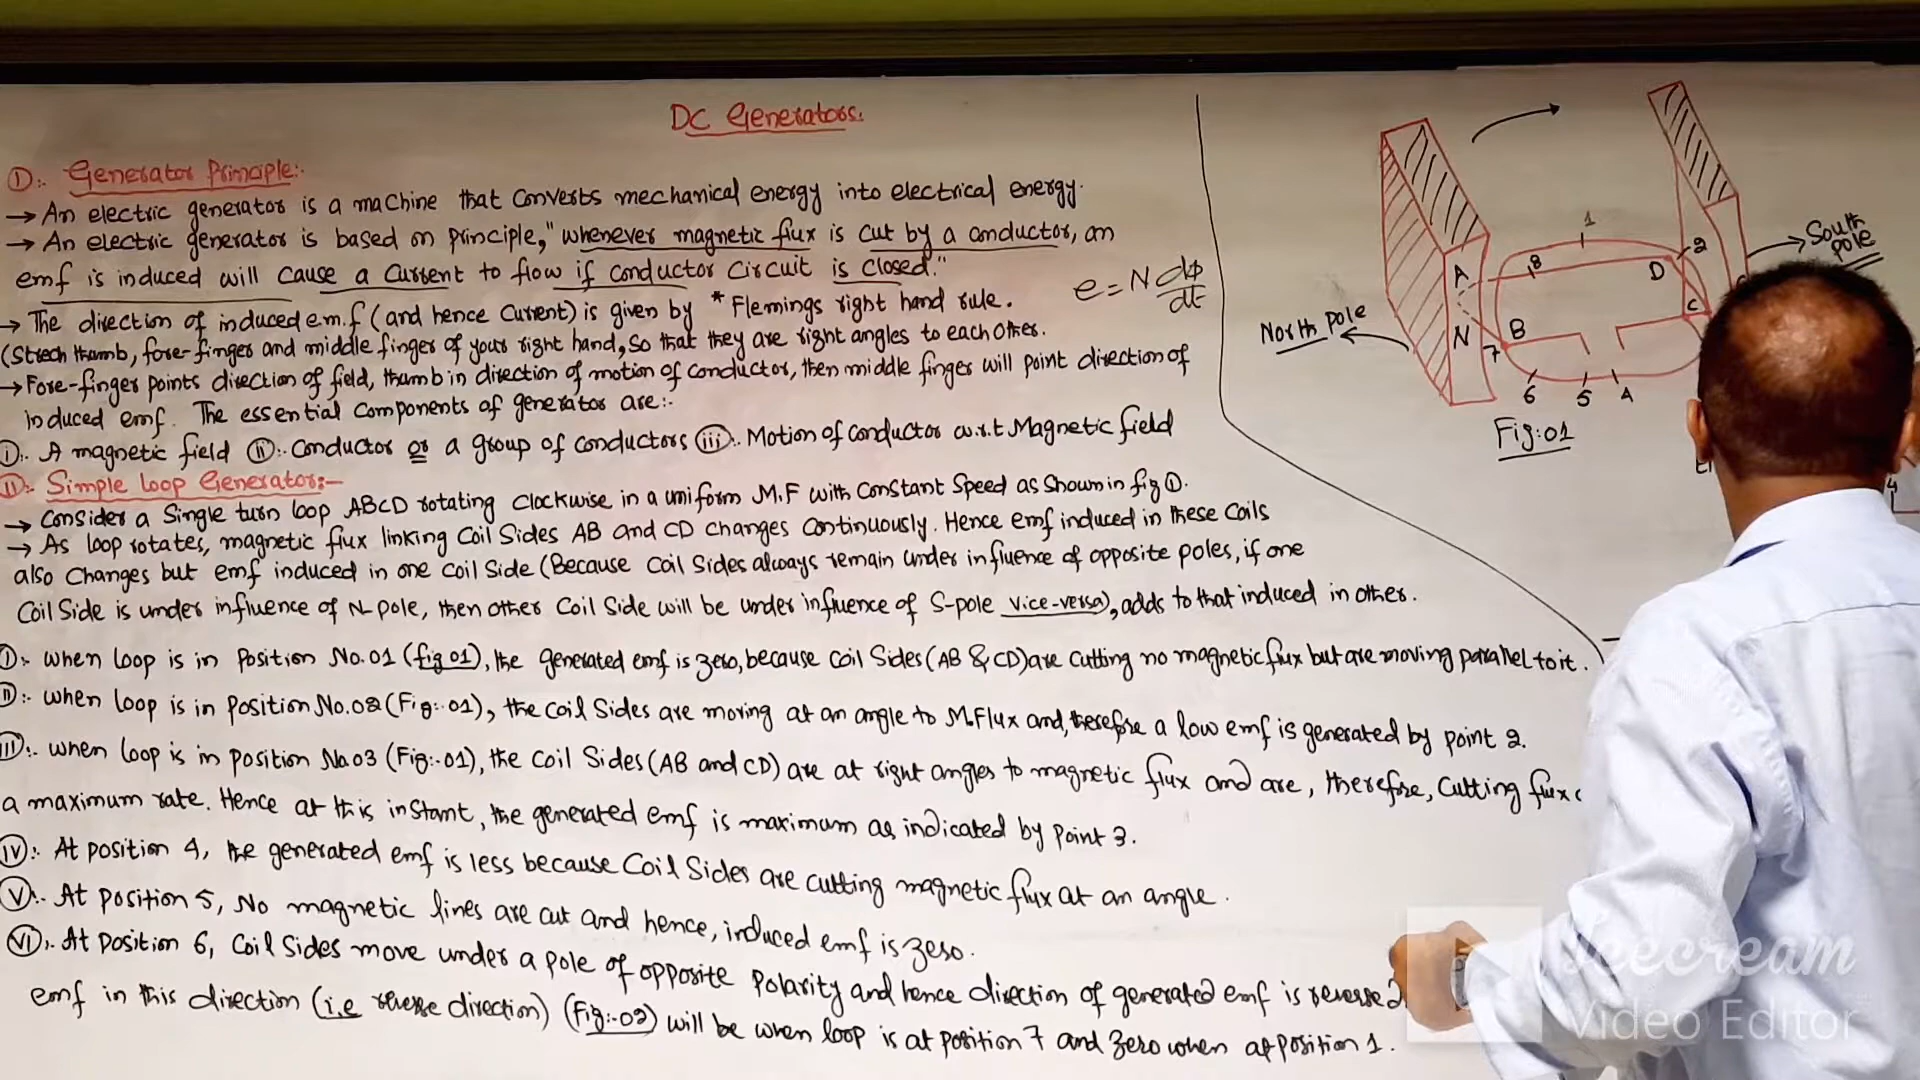 DC Generators.
I:- Generator Principle:-
→ An electric generator is a machine that converts mechanical energy into electrical energy.
→ An electric generator is based on principle, "whenever magnetic flux is cut by a conductor, an
emf is induced will cause a current to flow if conductor circuit is closed."
e = N dϕ/dt
→ The direction of induced e.m.f (and hence current) is given by * Flemings right hand rule.
(Strech thumb, fore-finger and middle finger of your right hand, so that they are right angles to each other.
→ Fore-finger points direction of field, thumb in direction of motion of conductor, then middle finger will point direction of
induced emf. The essential components of generator are:-
i:- A magnetic field ii:- Conductor or a group of conductors iii:- Motion of conductor w.r.t Magnetic field
II:- Simple Loop Generator:-
→ Consider a single turn loop ABCD rotating clockwise in a uniform M.F with constant speed as shown in fig 1.
→ As loop rotates, magnetic flux linking coil sides AB and CD changes continuously. Hence emf induced in these coils
also changes but emf induced in one coil side (Because coil sides always remain under influence of opposite poles, if one
coil side is under influence of N-pole, then other coil side will be under influence of S-pole vice-versa), adds to that induced in other.
I:- when loop is in position No.01 (fig 01), the generated emf is zero, because coil sides (AB & CD) are cutting no magnetic flux but are moving parallel to it.
II:- when loop is in position No.02 (Fig:-01), the coil sides are moving at an angle to M.Flux and, therefore a low emf is generated by point 2.
III:- when loop is in position No.03 (Fig:-01), the coil sides (AB and CD) are at right angles to magnetic flux and are, therefore, cutting flux
a maximum rate. Hence at this instant, the generated emf is maximum as indicated by point 3.
IV:- At position 4, the generated emf is less because coil sides are cutting magnetic flux at an angle.
V:- At position 5, No magnetic lines are cut and hence, induced emf is zero.
VI:- At position 6, coil sides move under a pole of opposite polarity and hence direction of generated emf is reversed
emf in this direction (i.e reverse direction) (Fig:-02) will be when loop is at position 7 and zero when at position 1.
North pole
South pole
A
N
8
1
2
D
C
B
7
6
5
A
Fig:01
4
Veecream
Video Editor